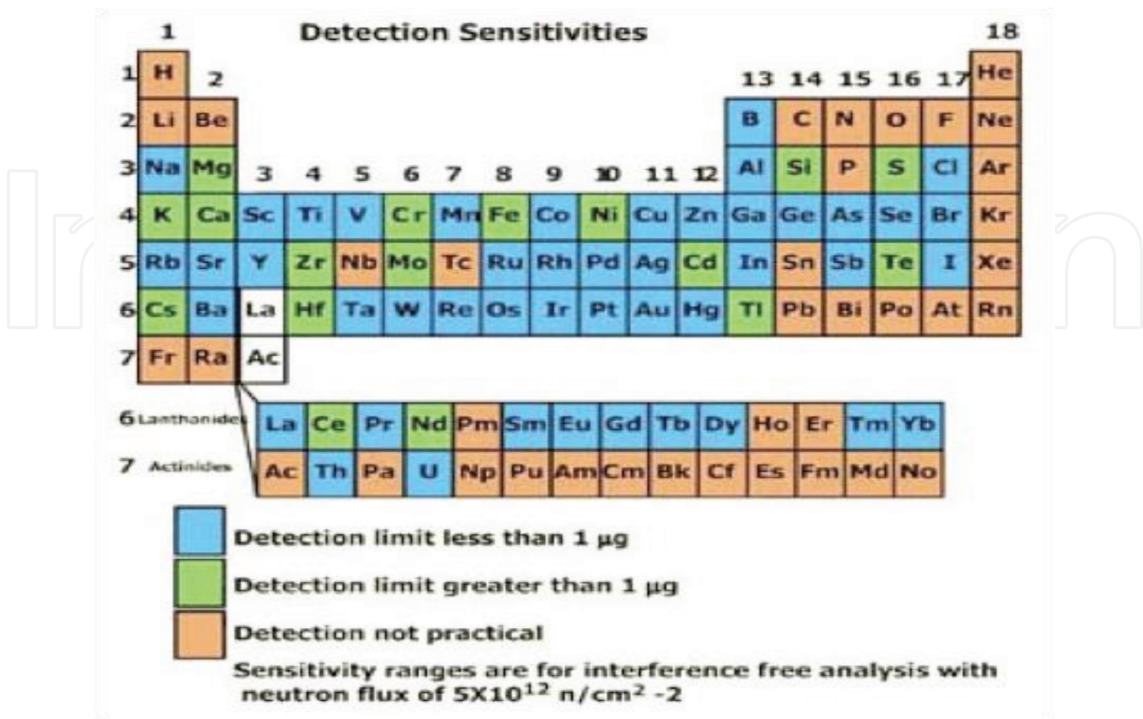 1 Detection Sensitivities 18
1 H 2 13 14 15 16 17 He
2 Li Be B C N O F Ne
3 Na Mg 3 4 5 6 7 8 9 10 11 12 Al Si P S Cl Ar
4 K Ca Sc Ti V Cr Mn Fe Co Ni Cu Zn Ga Ge As Se Br Kr
5 Rb Sr Y Zr Nb Mo Tc Ru Rh Pd Ag Cd In Sn Sb Te I Xe
6 Cs Ba La Hf Ta W Re Os Ir Pt Au Hg Tl Pb Bi Po At Rn
7 Fr Ra Ac
6 Lanthanides La Ce Pr Nd Pm Sm Eu Gd Tb Dy Ho Er Tm Yb
7 Actinides Ac Th Pa U Np Pu Am Cm Bk Cf Es Fm Md No
Detection limit less than 1 µg
Detection limit greater than 1 µg
Detection not practical
Sensitivity ranges are for interference free analysis with
neutron flux of 5X10¹² n/cm² -2